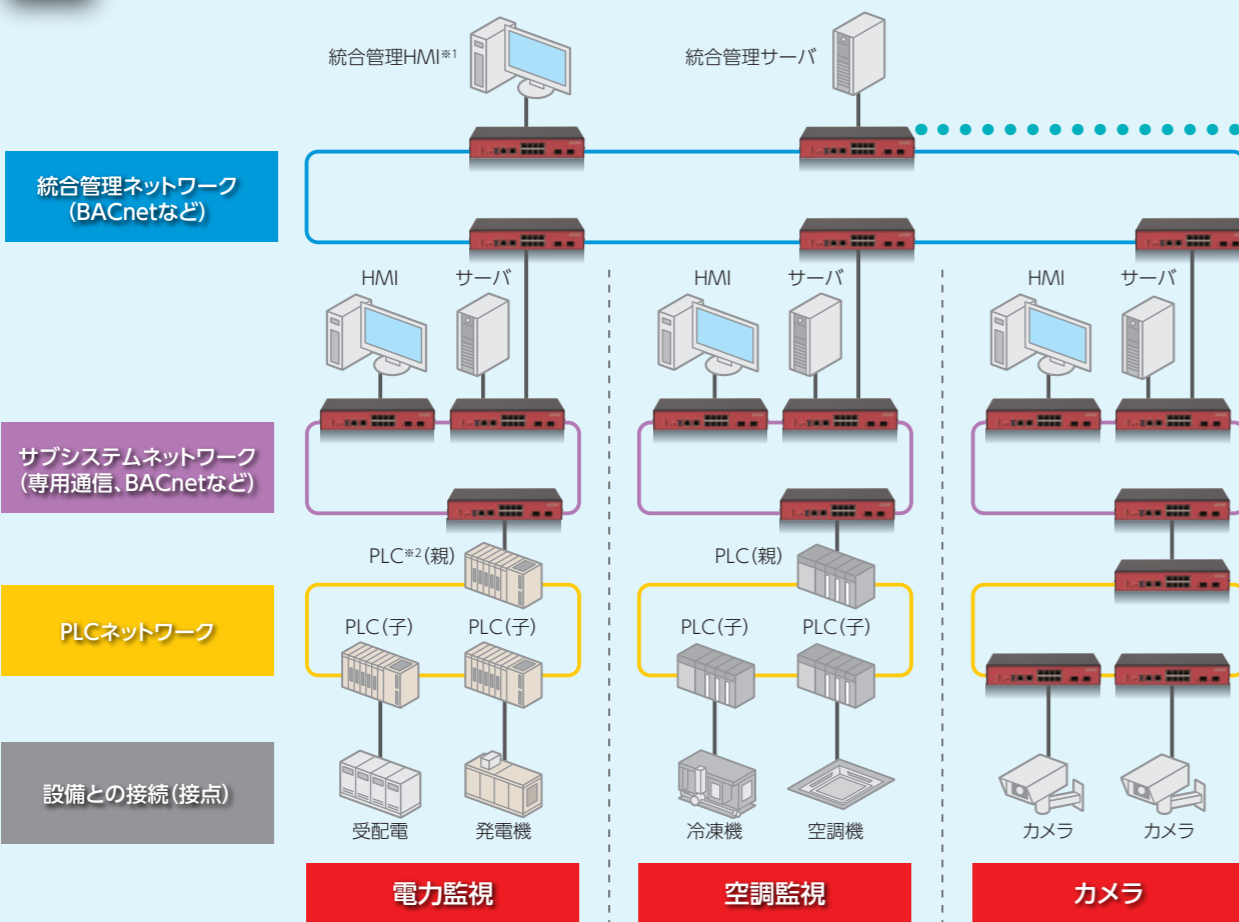 統合管理HMI※1
統合管理サーバ
統合管理ネットワーク
(BACnetなど)
HMI
サーバ
HMI
サーバ
HMI
サーバ
サブシステムネットワーク
(専用通信、BACnetなど)
PLC※2(親)
PLC(親)
PLCネットワーク
PLC(子)
PLC(子)
PLC(子)
PLC(子)
設備との接続(接点)
受配電
発電機
冷凍機
空調機
カメラ
カメラ
電力監視
空調監視
カメラ